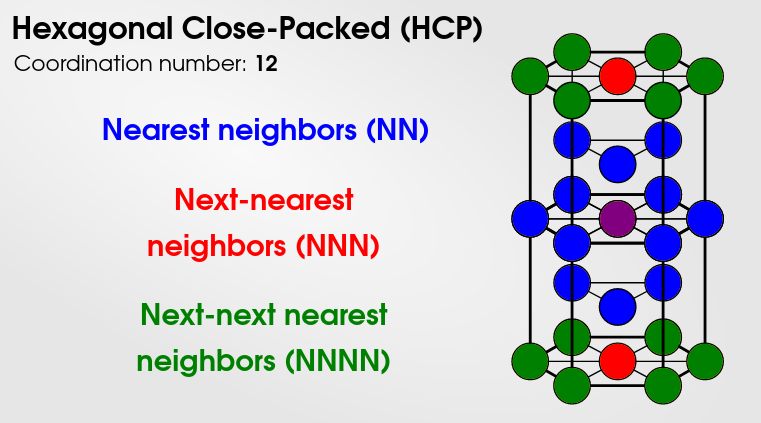 Hexagonal Close-Packed (HCP)
Coordination number: 12
Nearest neighbors (NN)
Next-nearest
neighbors (NNN)
Next-next nearest
neighbors (NNNN)